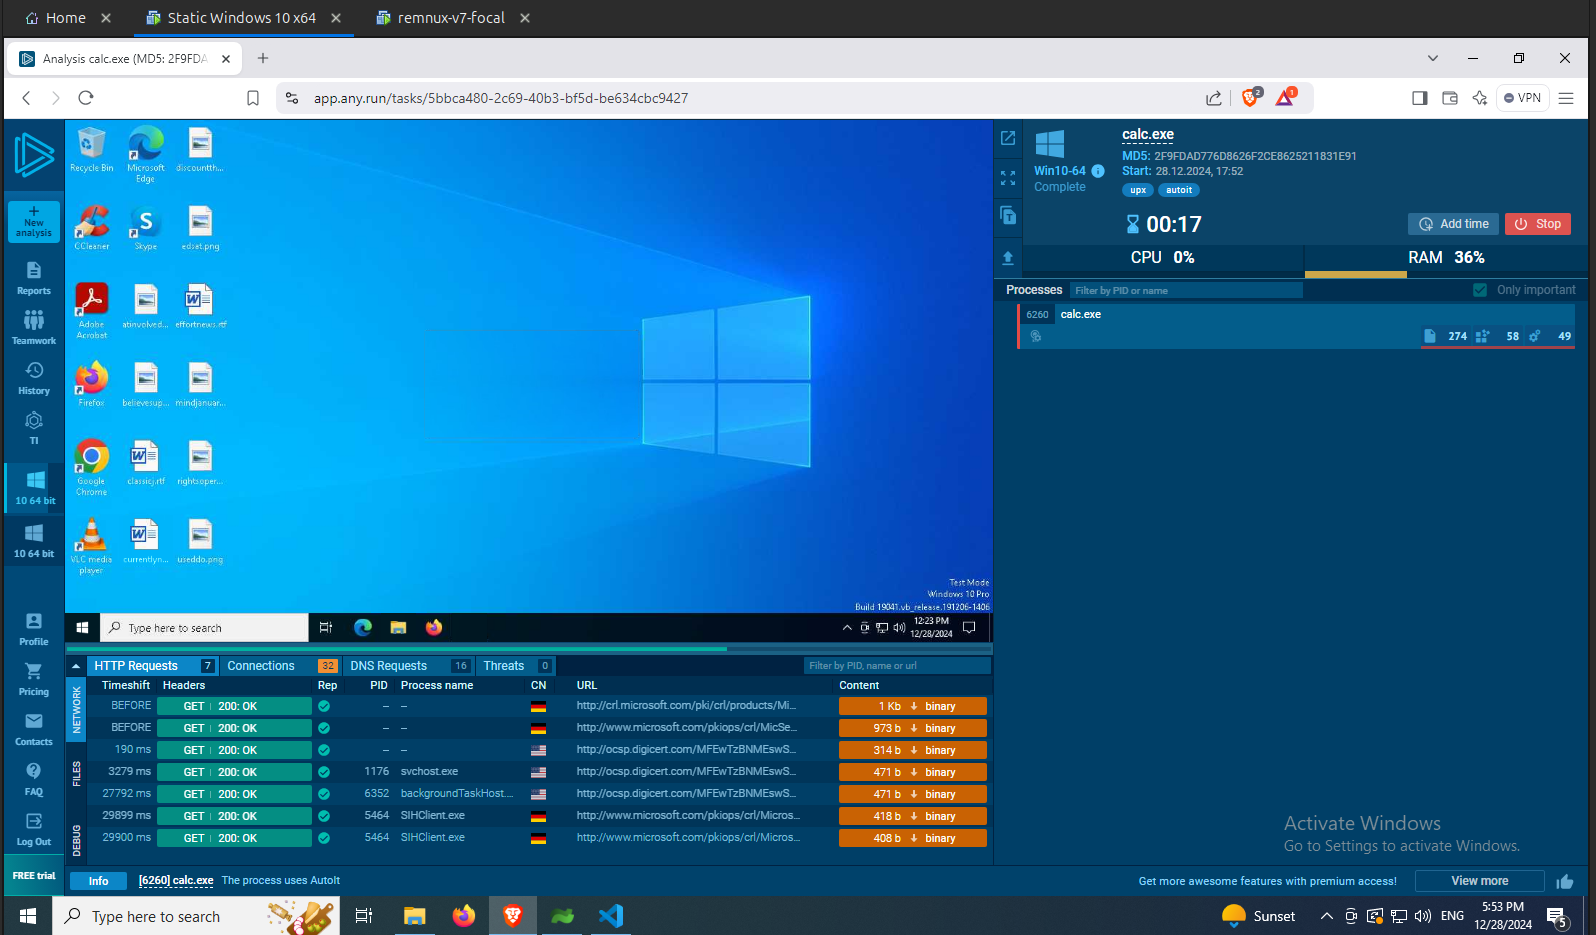 Home
Static Windows 10 x64
remnux-v7-focal
Analysis calc.exe (MD5: 2F9FDA
app.any.run/tasks/5bbca480-2c69-40b3-bf5d-be634cbc9427
2
1
VPN
New analysis
Reports
Teamwork
History
TI
10 64 bit
10 64 bit
Profile
Pricing
Contacts
FAQ
Log Out
FREE trial
Recycle Bin
Microsoft Edge
discountth...
CCleaner
Skype
edsat.png
Adobe Acrobat
atinvolved...
effortnews.rtf
Firefox
believesup...
mindjanuar...
Google Chrome
classicj.rtf
rightsoper...
VLC media player
currentlyn...
useddo.png
Test Mode
Windows 10 Pro
Build 19041.vb_release.191206-1406
Type here to search
12:23 PM
12/28/2024
calc.exe
Win10-64
Complete
MD5: 2F9FDAD776D8626F2CE8625211831E91
Start: 28.12.2024, 17:52
upx autoit
00:17
Add time
Stop
CPU 0%
RAM 36%
Processes
Filter by PID or name
Only important
6260 calc.exe
274 58 49
HTTP Requests 7
Connections 32
DNS Requests 16
Threats 0
Filter by PID, name or url
NETWORK
FILES
DEBUG
Timeshift Headers Rep PID Process name CN URL Content
BEFORE GET 200: OK – – http://crl.microsoft.com/pki/crl/products/Mi... 1 Kb binary
BEFORE GET 200: OK – – http://www.microsoft.com/pkiops/crl/MicSe... 973 b binary
190 ms GET 200: OK – – http://ocsp.digicert.com/MFEwTzBNMEswS... 314 b binary
3279 ms GET 200: OK 1176 svchost.exe http://ocsp.digicert.com/MFEwTzBNMEswS... 471 b binary
27792 ms GET 200: OK 6352 backgroundTaskHost.... http://ocsp.digicert.com/MFEwTzBNMEswS... 471 b binary
29899 ms GET 200: OK 5464 SIHClient.exe http://www.microsoft.com/pkiops/crl/Micros... 418 b binary
29900 ms GET 200: OK 5464 SIHClient.exe http://www.microsoft.com/pkiops/crl/Micros... 408 b binary
Activate Windows
Go to Settings to activate Windows.
Info
[6260] calc.exe The process uses AutoIt
Get more awesome features with premium access!
View more
Type here to search
Sunset
ENG
5:53 PM
12/28/2024
5